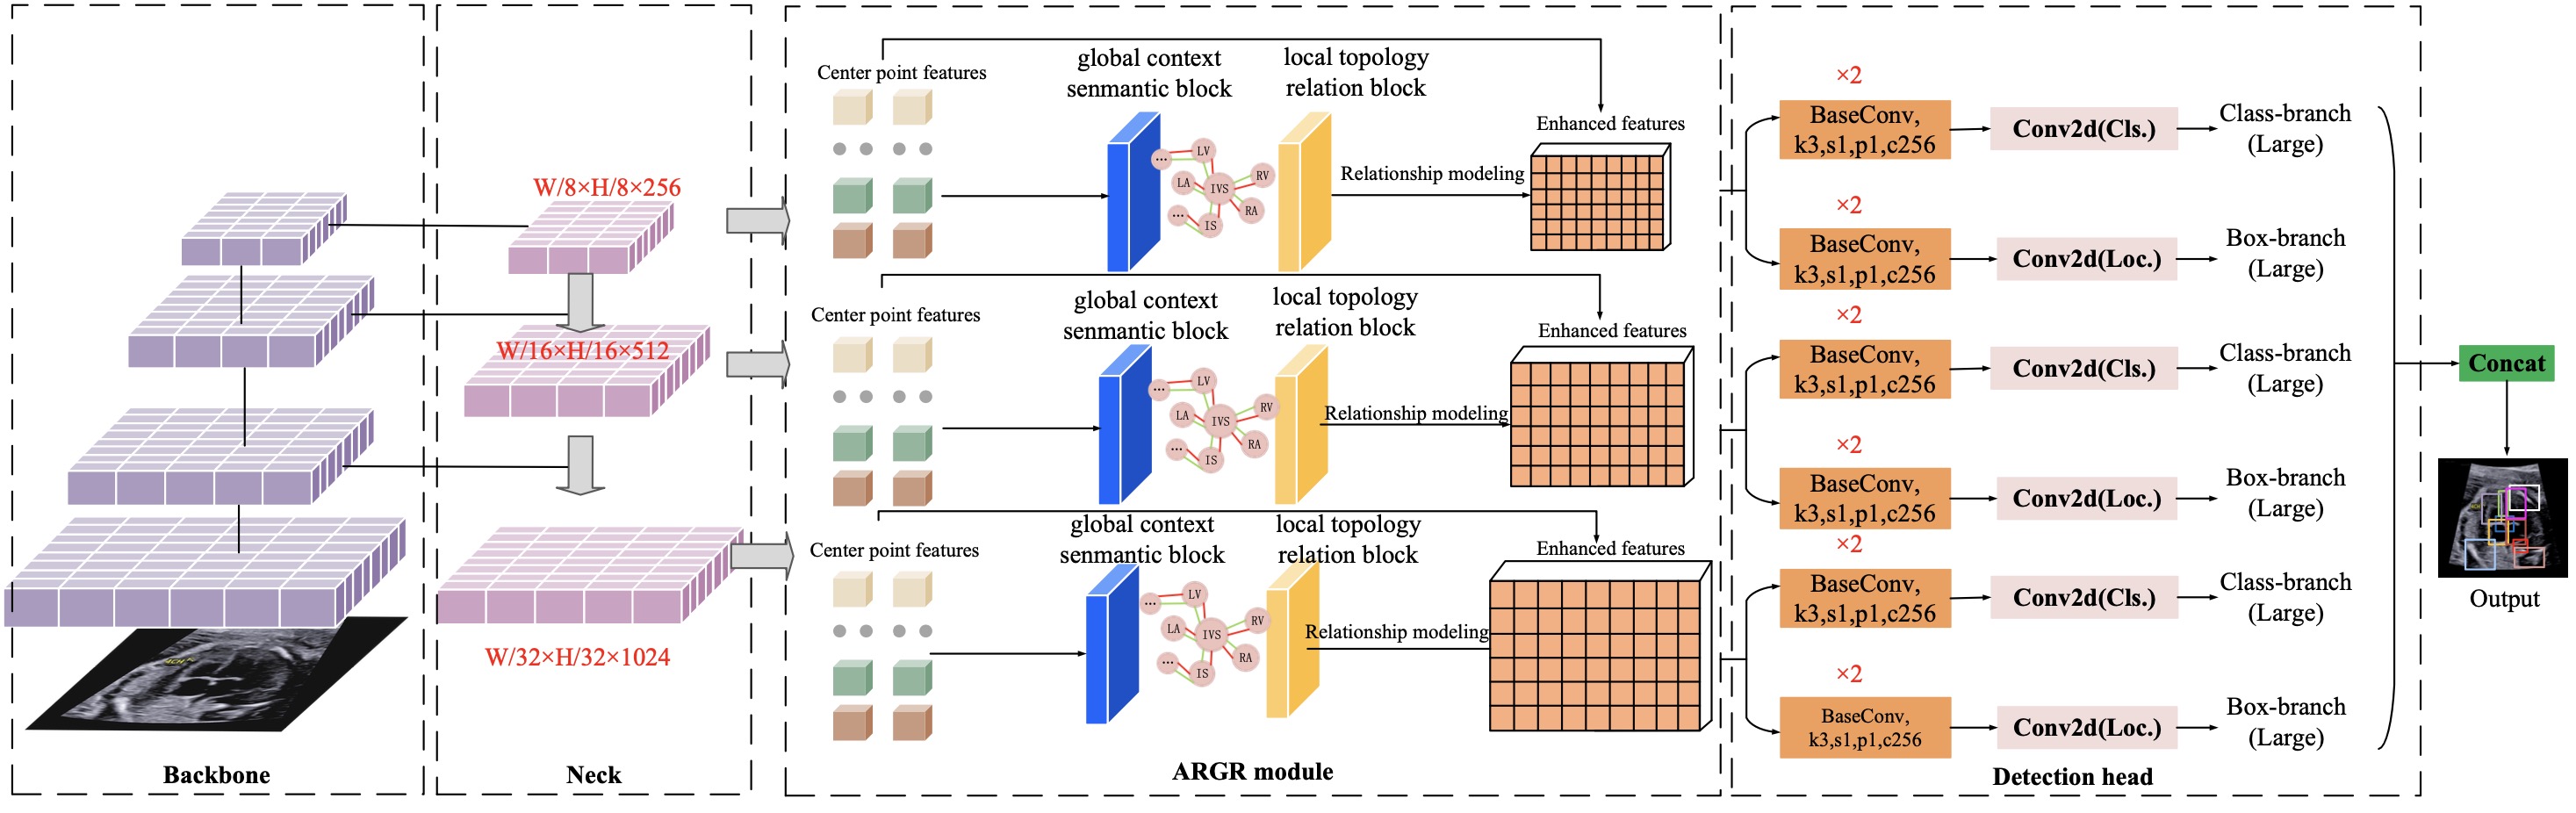 W/8×H/8×256
W/16×H/16×512
W/32×H/32×1024
Backbone
Neck
Center point features
global context
senmantic block
local topology
relation block
...
LV
LA
IVS
RV
RA
...
IS
Relationship modeling
Enhanced features
Center point features
global context
senmantic block
local topology
relation block
...
LV
LA
IVS
RV
RA
...
IS
Relationship modeling
Enhanced features
Center point features
global context
senmantic block
local topology
relation block
...
LV
LA
IVS
RV
RA
...
IS
Relationship modeling
Enhanced features
ARGR module
×2
BaseConv,
k3,s1,p1,c256
Conv2d(Cls.)
Class-branch
(Large)
×2
BaseConv,
k3,s1,p1,c256
Conv2d(Loc.)
Box-branch
(Large)
×2
BaseConv,
k3,s1,p1,c256
Conv2d(Cls.)
Class-branch
(Large)
×2
BaseConv,
k3,s1,p1,c256
Conv2d(Loc.)
Box-branch
(Large)
×2
BaseConv,
k3,s1,p1,c256
Conv2d(Cls.)
Class-branch
(Large)
×2
BaseConv,
k3,s1,p1,c256
Conv2d(Loc.)
Box-branch
(Large)
Detection head
Concat
Output